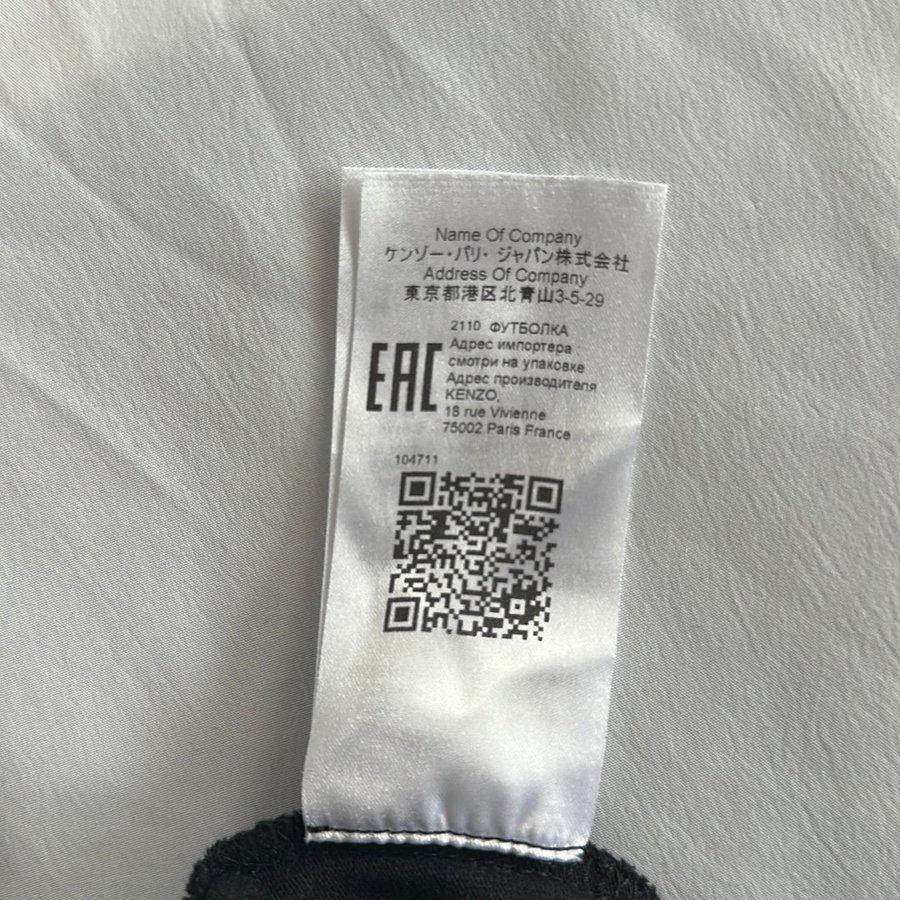 Name Of Company
ケンゾー・パリ・ジャパン株式会社
Address Of Company
東京都港区北青山3-5-29
2110 ФУТБОЛКА
Адрес импортера
смотри на упаковке
Адрес производителя
KENZO,
18 rue Vivienne
75002 Paris France
EAC
104711